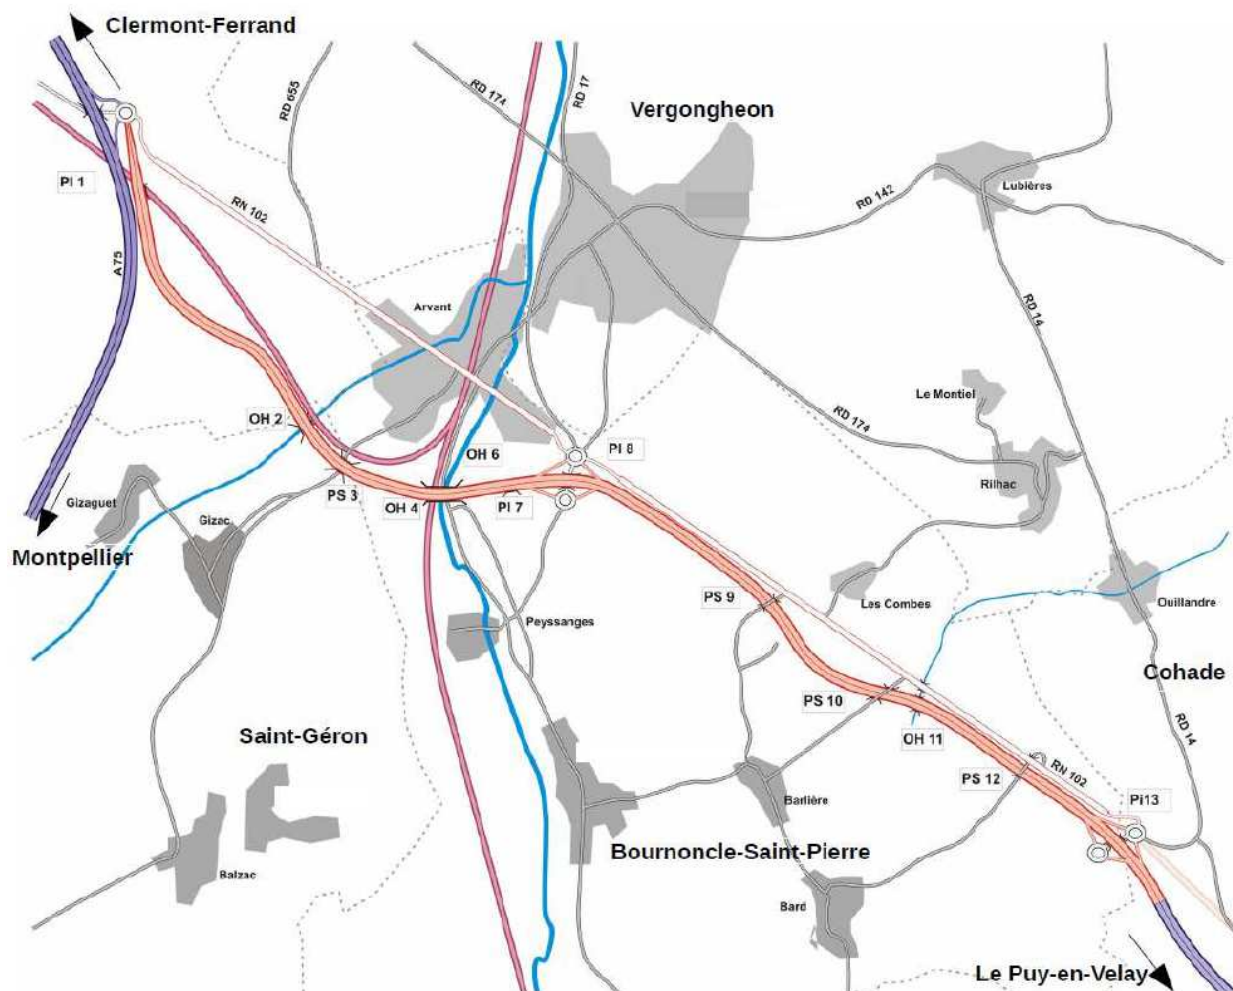 Clermont-Ferrand
RD 655
RD 174
RD 17
Vergongheon
PI 1
RN 102
A 75
RD 142
Lubières
Arvant
RD 14
Le Montiel
OH 2
RD 174
OH 6
PI 8
PS 3
OH 4
PI 7
Rilhac
Gizaguet
Gizac
Montpellier
PS 9
Les Combes
Ouillandre
Peyssanges
Cohade
PS 10
Saint-Géron
OH 11
RD 14
PS 12
RN 102
Barlière
Pi13
Bournoncle-Saint-Pierre
Balzac
Bard
Le Puy-en-Velay